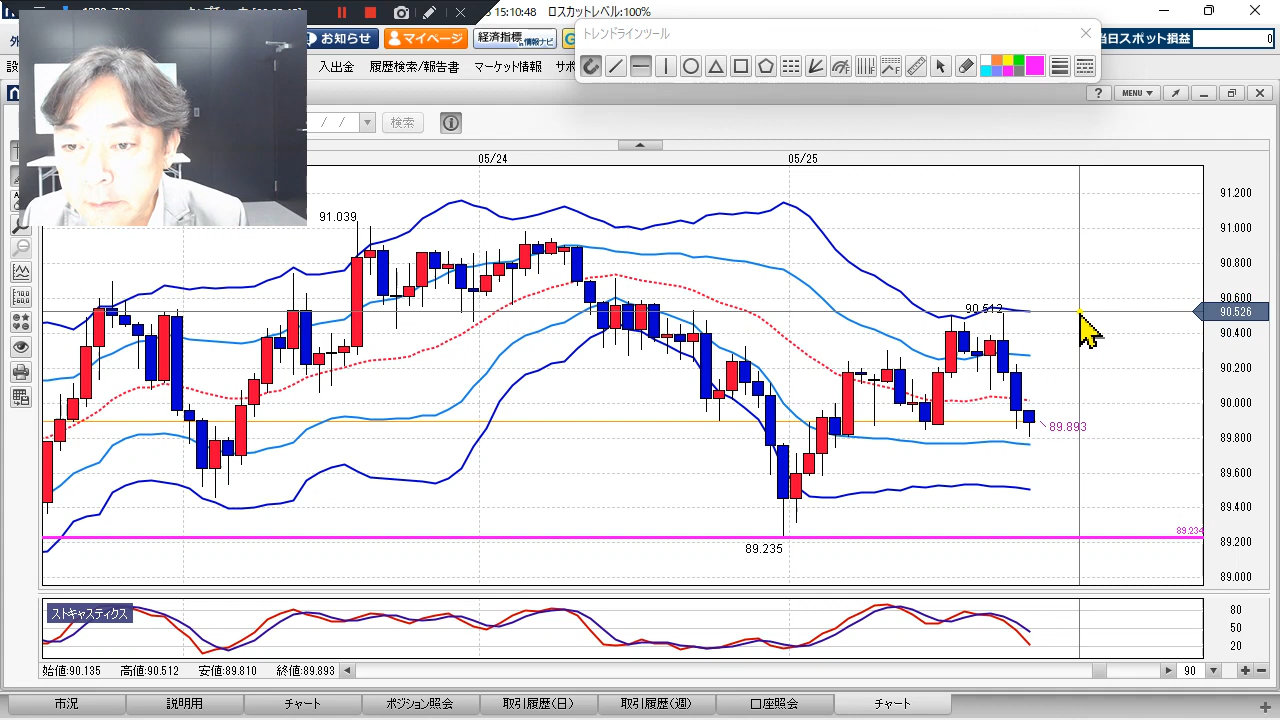 15:10:48 ロスカットレベル:100%
お知らせ
マイページ
経済指標
情報ナビ
トレンドラインツール
当日スポット損益
0
入出金
履歴検索/報告書
マーケット情報
?
MENU ▼
/ /
検索
05/24
05/25
91.039
90.512
89.893
89.235
89.234
91.200
91.000
90.800
90.600
90.526
90.400
90.200
90.000
89.800
89.600
89.400
89.200
89.000
ストキャスティクス
80
50
20
始値:90.135 高値:90.512 安値:89.810 終値:89.893
90
市況
説明用
チャート
ポジション照会
取引履歴(日)
取引履歴(週)
口座照会
チャート